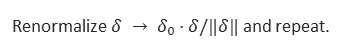 Renormalize 𝛿 → 𝛿₀ · 𝛿/‖𝛿‖ and repeat.